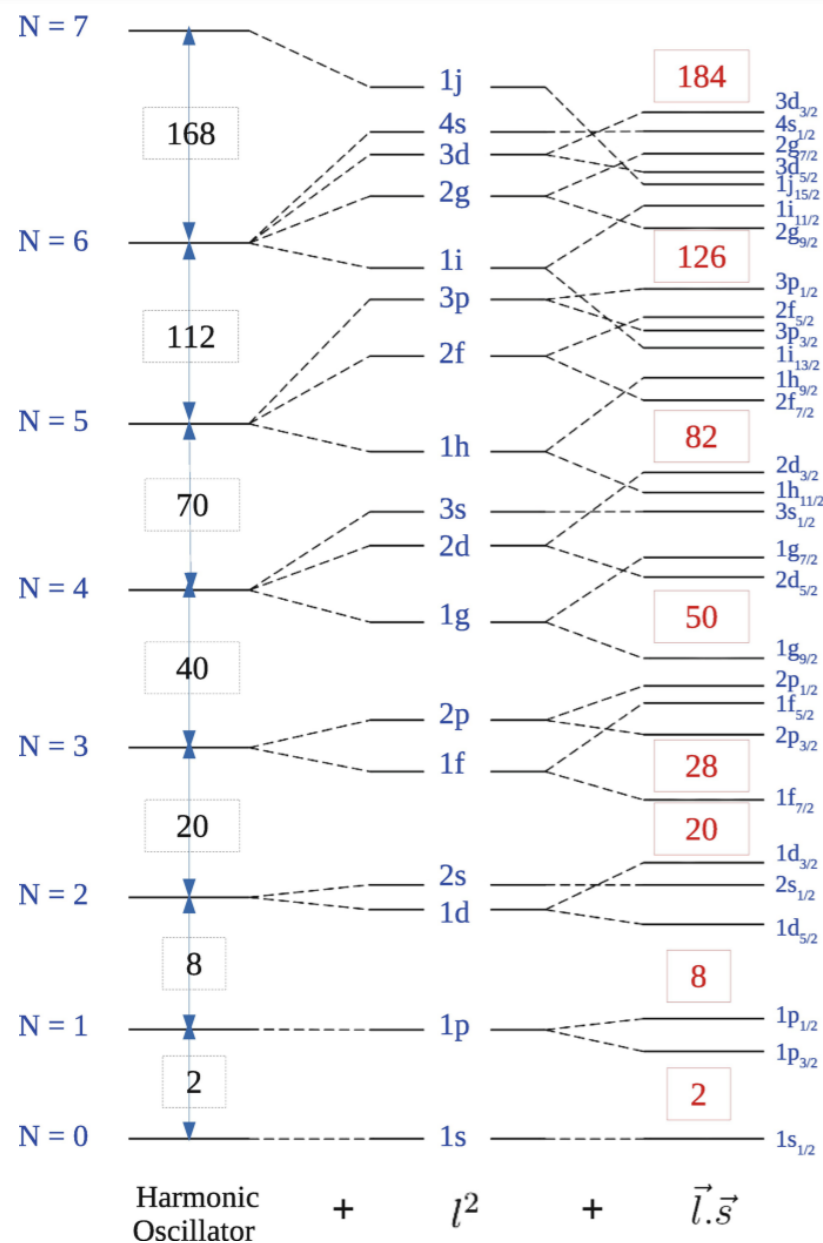 N = 7
168
N = 6
112
N = 5
70
N = 4
40
N = 3
20
N = 2
8
N = 1
2
N = 0
1j
4s
3d
2g
1i
3p
2f
1h
3s
2d
1g
2p
1f
2s
1d
1p
1s
184
126
82
50
28
20
8
2
3d3/2
4s1/2
2g7/2
3d5/2
1j15/2
1i11/2
2g9/2
3p1/2
2f5/2
3p3/2
1i13/2
1h9/2
2f7/2
2d3/2
1h11/2
3s1/2
1g7/2
2d5/2
1g9/2
2p1/2
1f5/2
2p3/2
1f7/2
1d3/2
2s1/2
1d5/2
1p1/2
1p3/2
1s1/2
Harmonic
Oscillator
+ l² + l⃗.s⃗